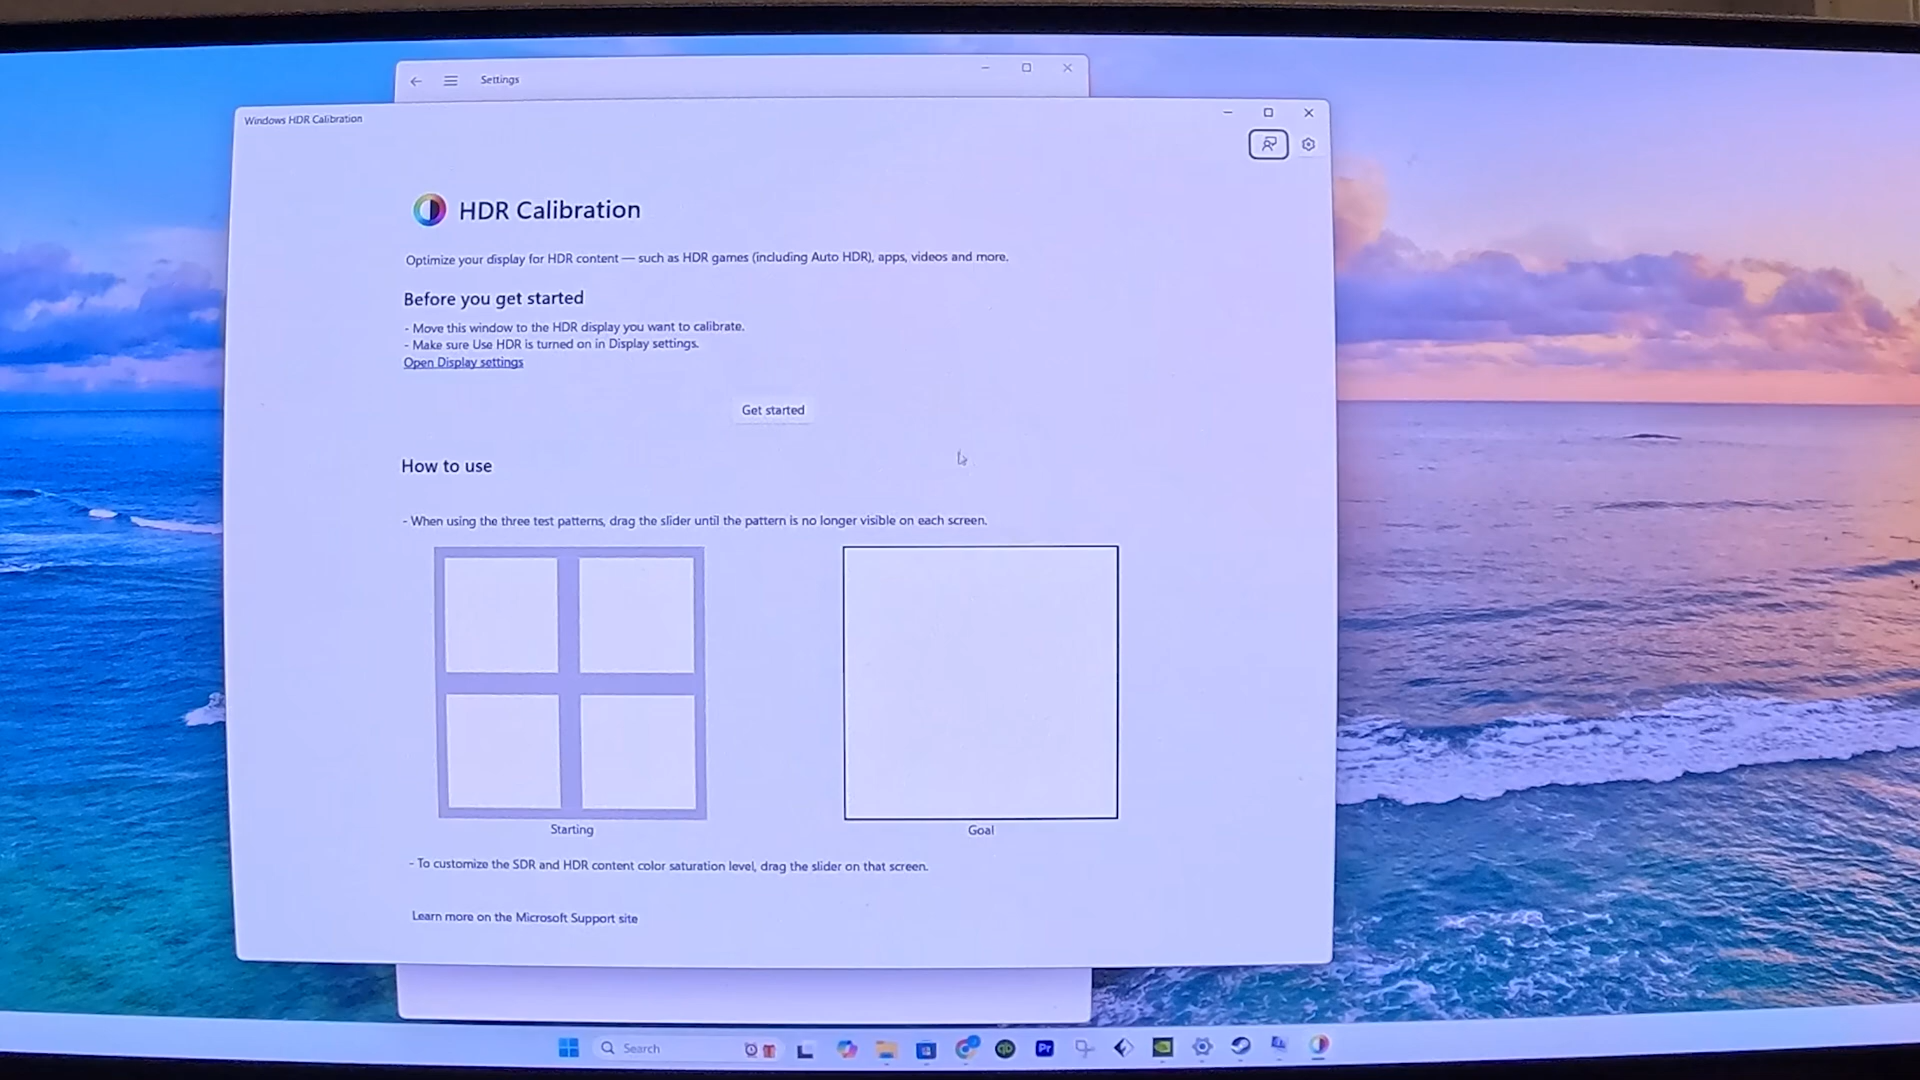 Settings
Windows HDR Calibration
HDR Calibration
Optimize your display for HDR content — such as HDR games (including Auto HDR), apps, videos and more.
Before you get started
- Move this window to the HDR display you want to calibrate.
- Make sure Use HDR is turned on in Display settings.
Open Display settings
Get started
How to use
- When using the three test patterns, drag the slider until the pattern is no longer visible on each screen.
Starting
Goal
- To customize the SDR and HDR content color saturation level, drag the slider on that screen.
Learn more on the Microsoft Support site
Search
qb
Pr